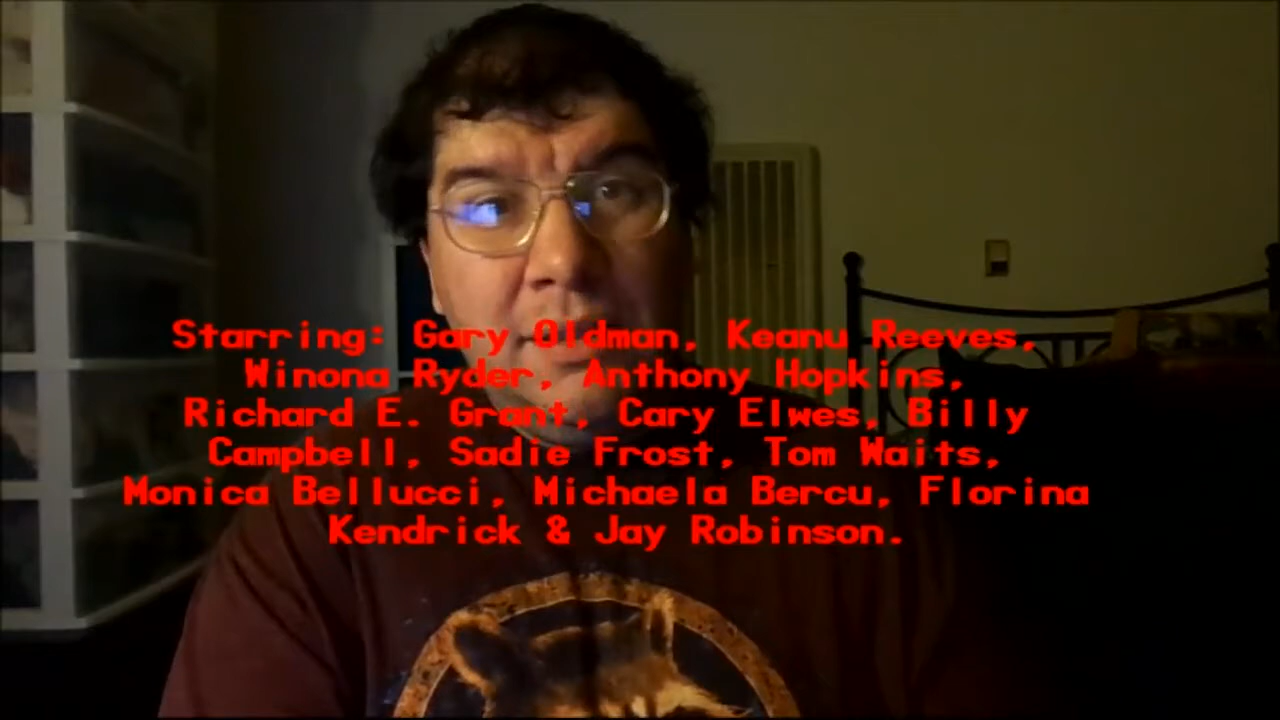 Starring: Gary Oldman, Keanu Reeves,
Winona Ryder, Anthony Hopkins,
Richard E. Grant, Cary Elwes, Billy
Campbell, Sadie Frost, Tom Waits,
Monica Bellucci, Michaela Bercu, Florina
Kendrick & Jay Robinson.